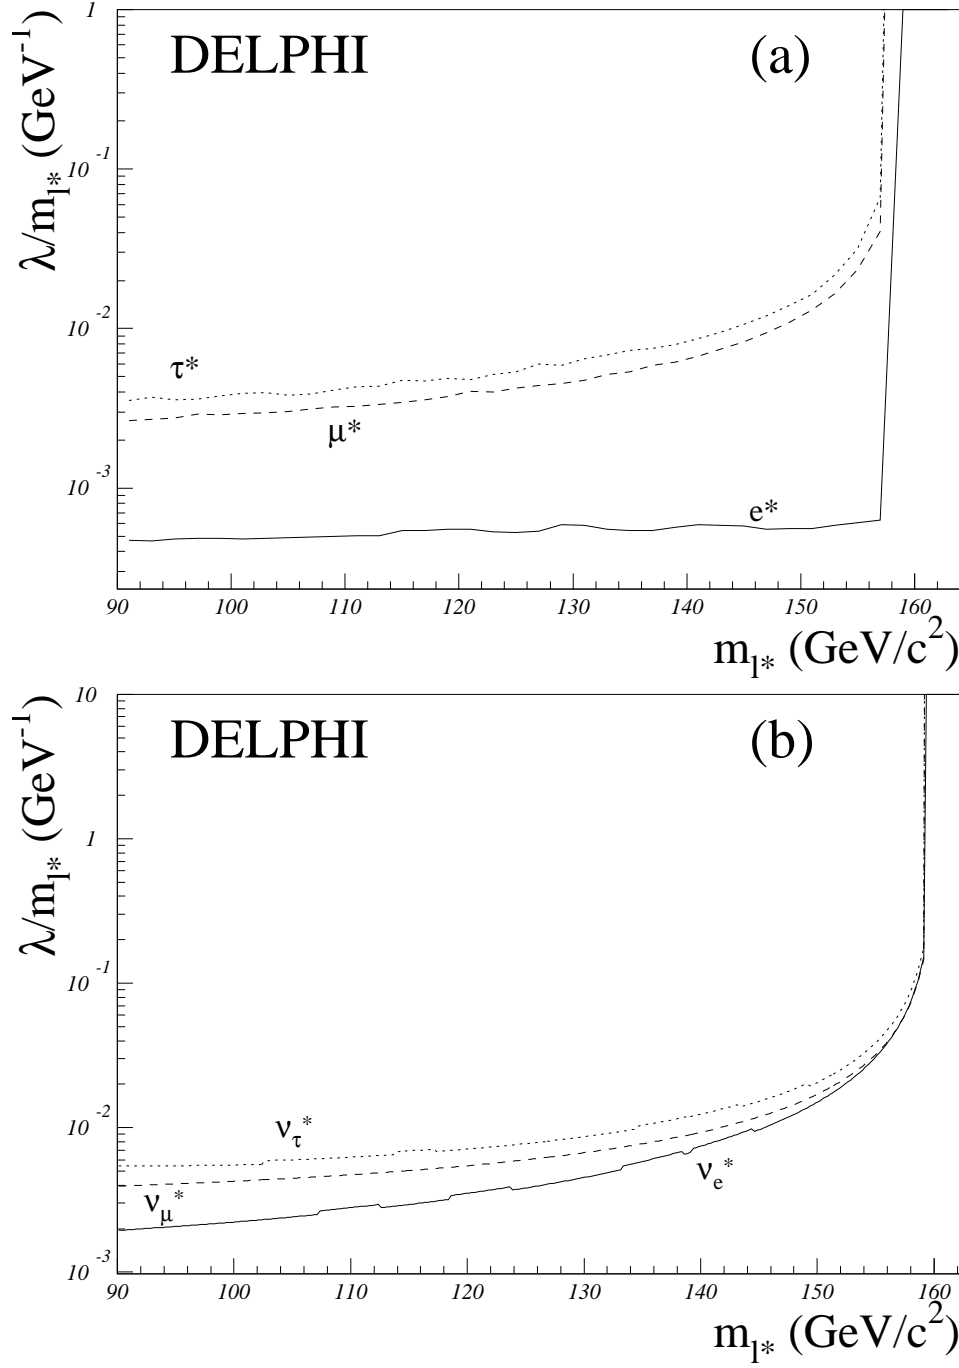 DELPHI (a)
λ/m_l* (GeV^-1)
1
10^-1
10^-2
10^-3
τ*
μ*
e*
90 100 110 120 130 140 150 160
m_l* (GeV/c^2)
DELPHI (b)
λ/m_l* (GeV^-1)
10
1
10^-1
10^-2
10^-3
ν_τ*
ν_μ*
ν_e*
90 100 110 120 130 140 150 160
m_l* (GeV/c^2)